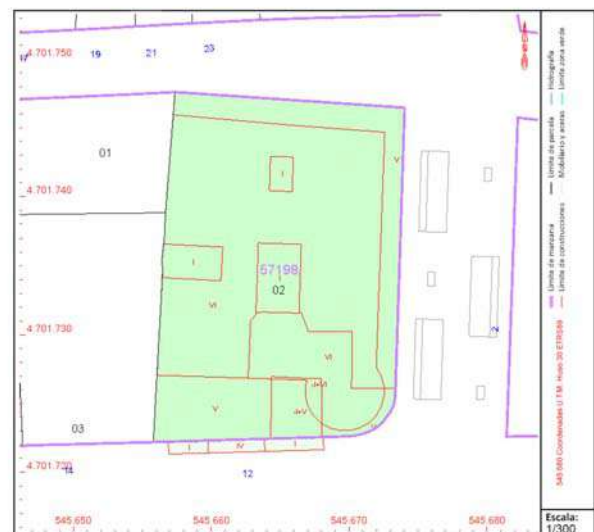 4.701.750
17
19
21
23
01
V
4.701.740
I
I
57198
I
02
VI
4.701.730
VI
V
03
I
IV
I
4.701.720
14
12
2
545.650
545.660
545.670
545.680
Límite de manzana
Límite de parcela
Hidrografía
Límite de construcciones
Mobiliario y aceras
Límite zona verde
545.680 Coordenadas U.T.M. Huso 30 ETRS89
Escala:
1/300